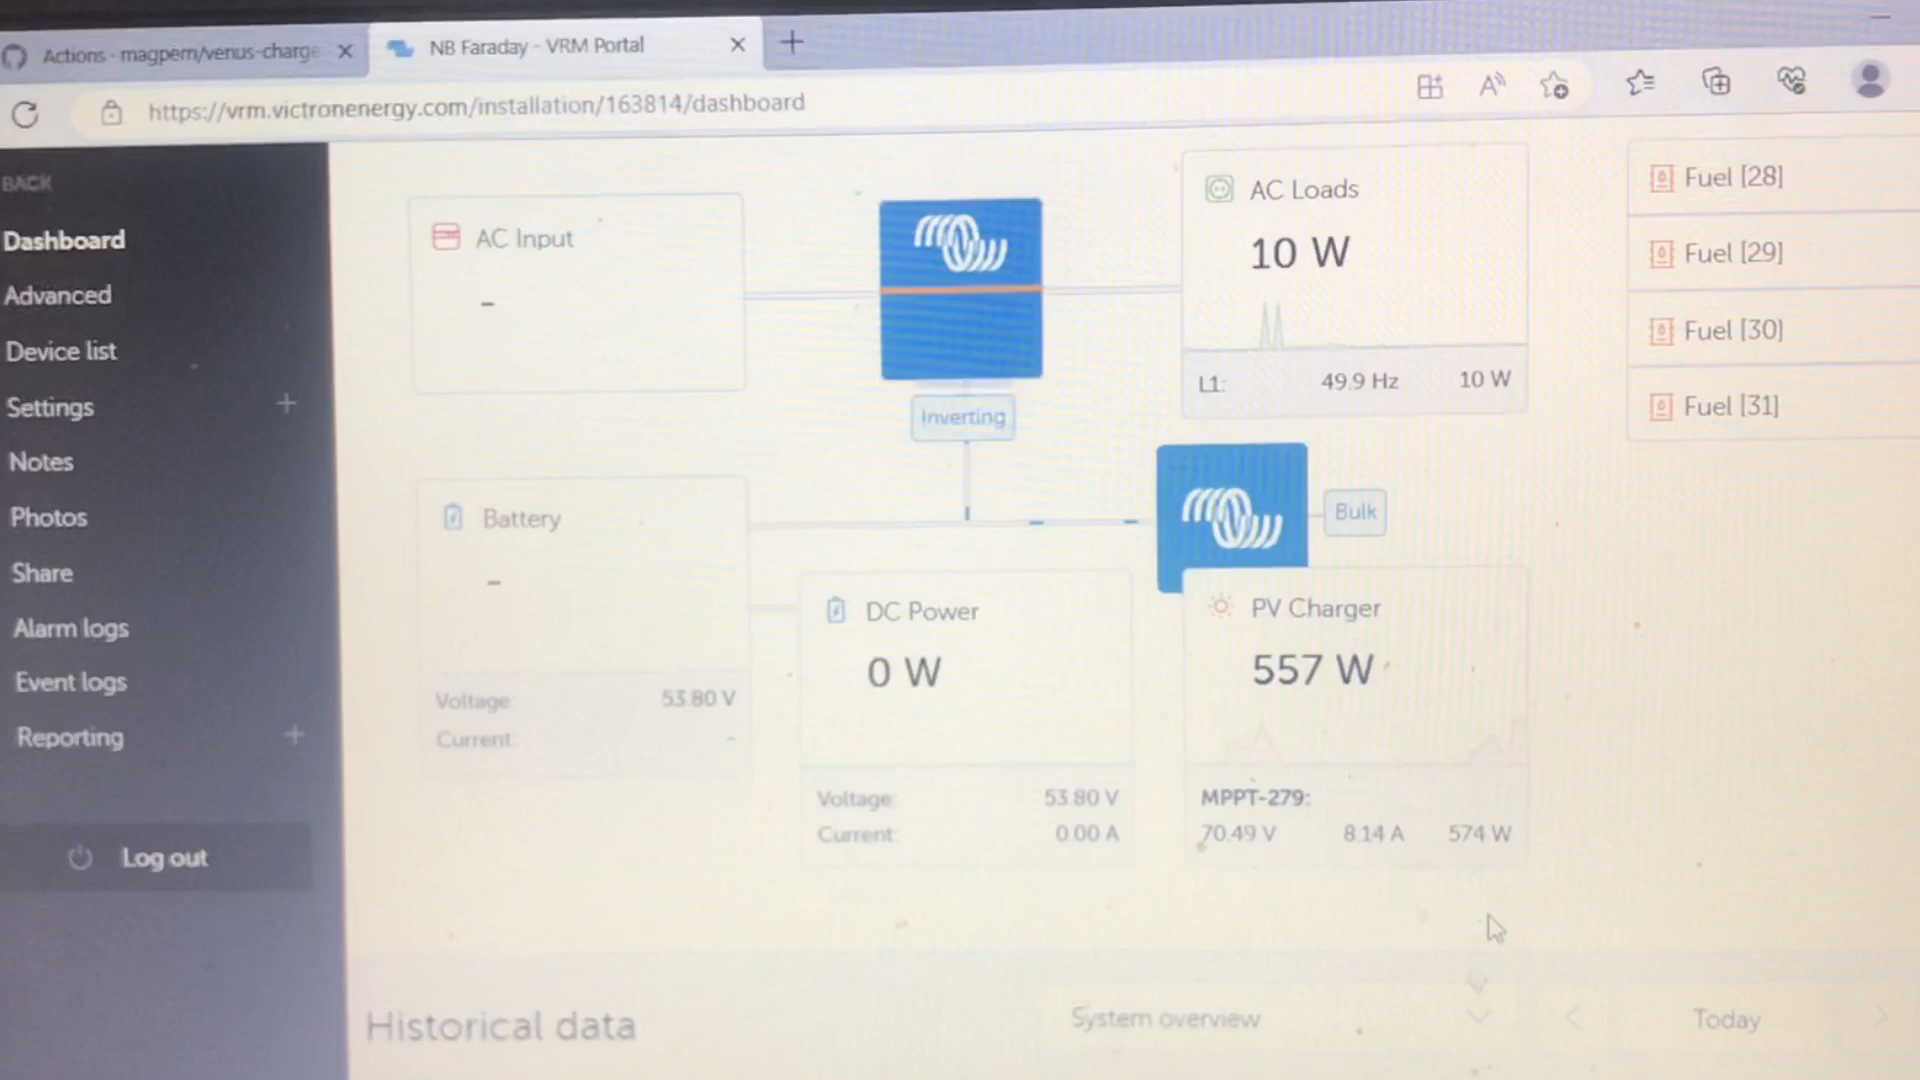 Actions - magpern/venus-charge
NB Faraday - VRM Portal
https://vrm.victronenergy.com/installation/163814/dashboard
BACK
Dashboard
Advanced
Device list
Settings
Notes
Photos
Share
Alarm logs
Event logs
Reporting
Log out
AC Input
-
Inverting
AC Loads
10 W
L1: 49.9 Hz 10 W
Fuel [28]
Fuel [29]
Fuel [30]
Fuel [31]
Battery
-
Voltage: 53.80 V
Current: -
DC Power
0 W
Voltage: 53.80 V
Current: 0.00 A
Bulk
PV Charger
557 W
MPPT-279:
70.49 V 8.14 A 574 W
Historical data
System overview
Today